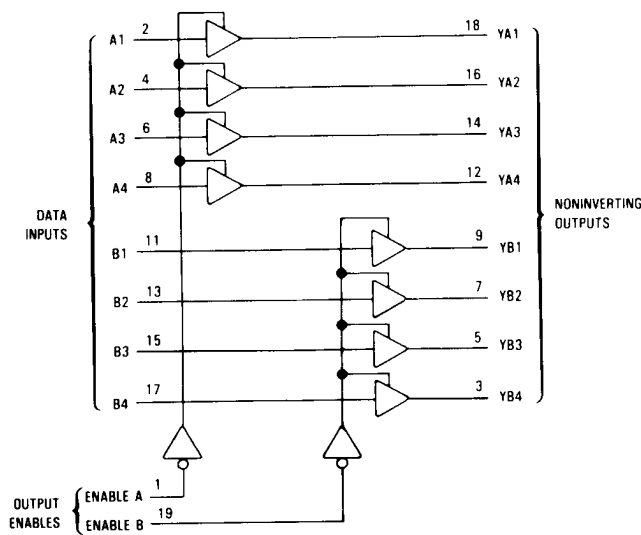 A1 2 18 YA1
A2 4 16 YA2
A3 6 14 YA3
A4 8 12 YA4
DATA
INPUTS
NONINVERTING
OUTPUTS
B1 11 9 YB1
B2 13 7 YB2
B3 15 5 YB3
B4 17 3 YB4
OUTPUT
ENABLES
ENABLE A 1
ENABLE B 19